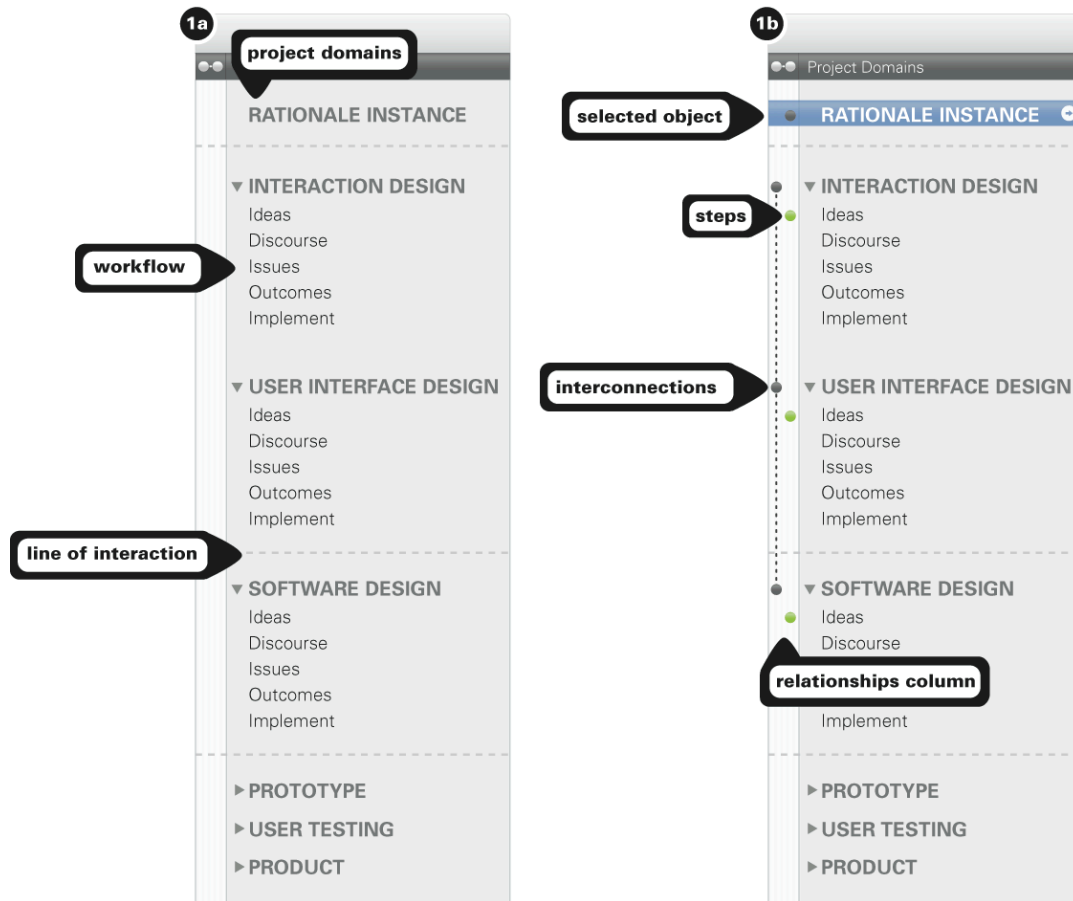 1a
project domains
RATIONALE INSTANCE
INTERACTION DESIGN
Ideas
Discourse
workflow
Issues
Outcomes
Implement
USER INTERFACE DESIGN
Ideas
Discourse
Issues
Outcomes
Implement
line of interaction
SOFTWARE DESIGN
Ideas
Discourse
Issues
Outcomes
Implement
PROTOTYPE
USER TESTING
PRODUCT
1b
Project Domains
selected object
RATIONALE INSTANCE
INTERACTION DESIGN
steps
Ideas
Discourse
Issues
Outcomes
Implement
interconnections
USER INTERFACE DESIGN
Ideas
Discourse
Issues
Outcomes
Implement
SOFTWARE DESIGN
Ideas
Discourse
relationships column
Implement
PROTOTYPE
USER TESTING
PRODUCT